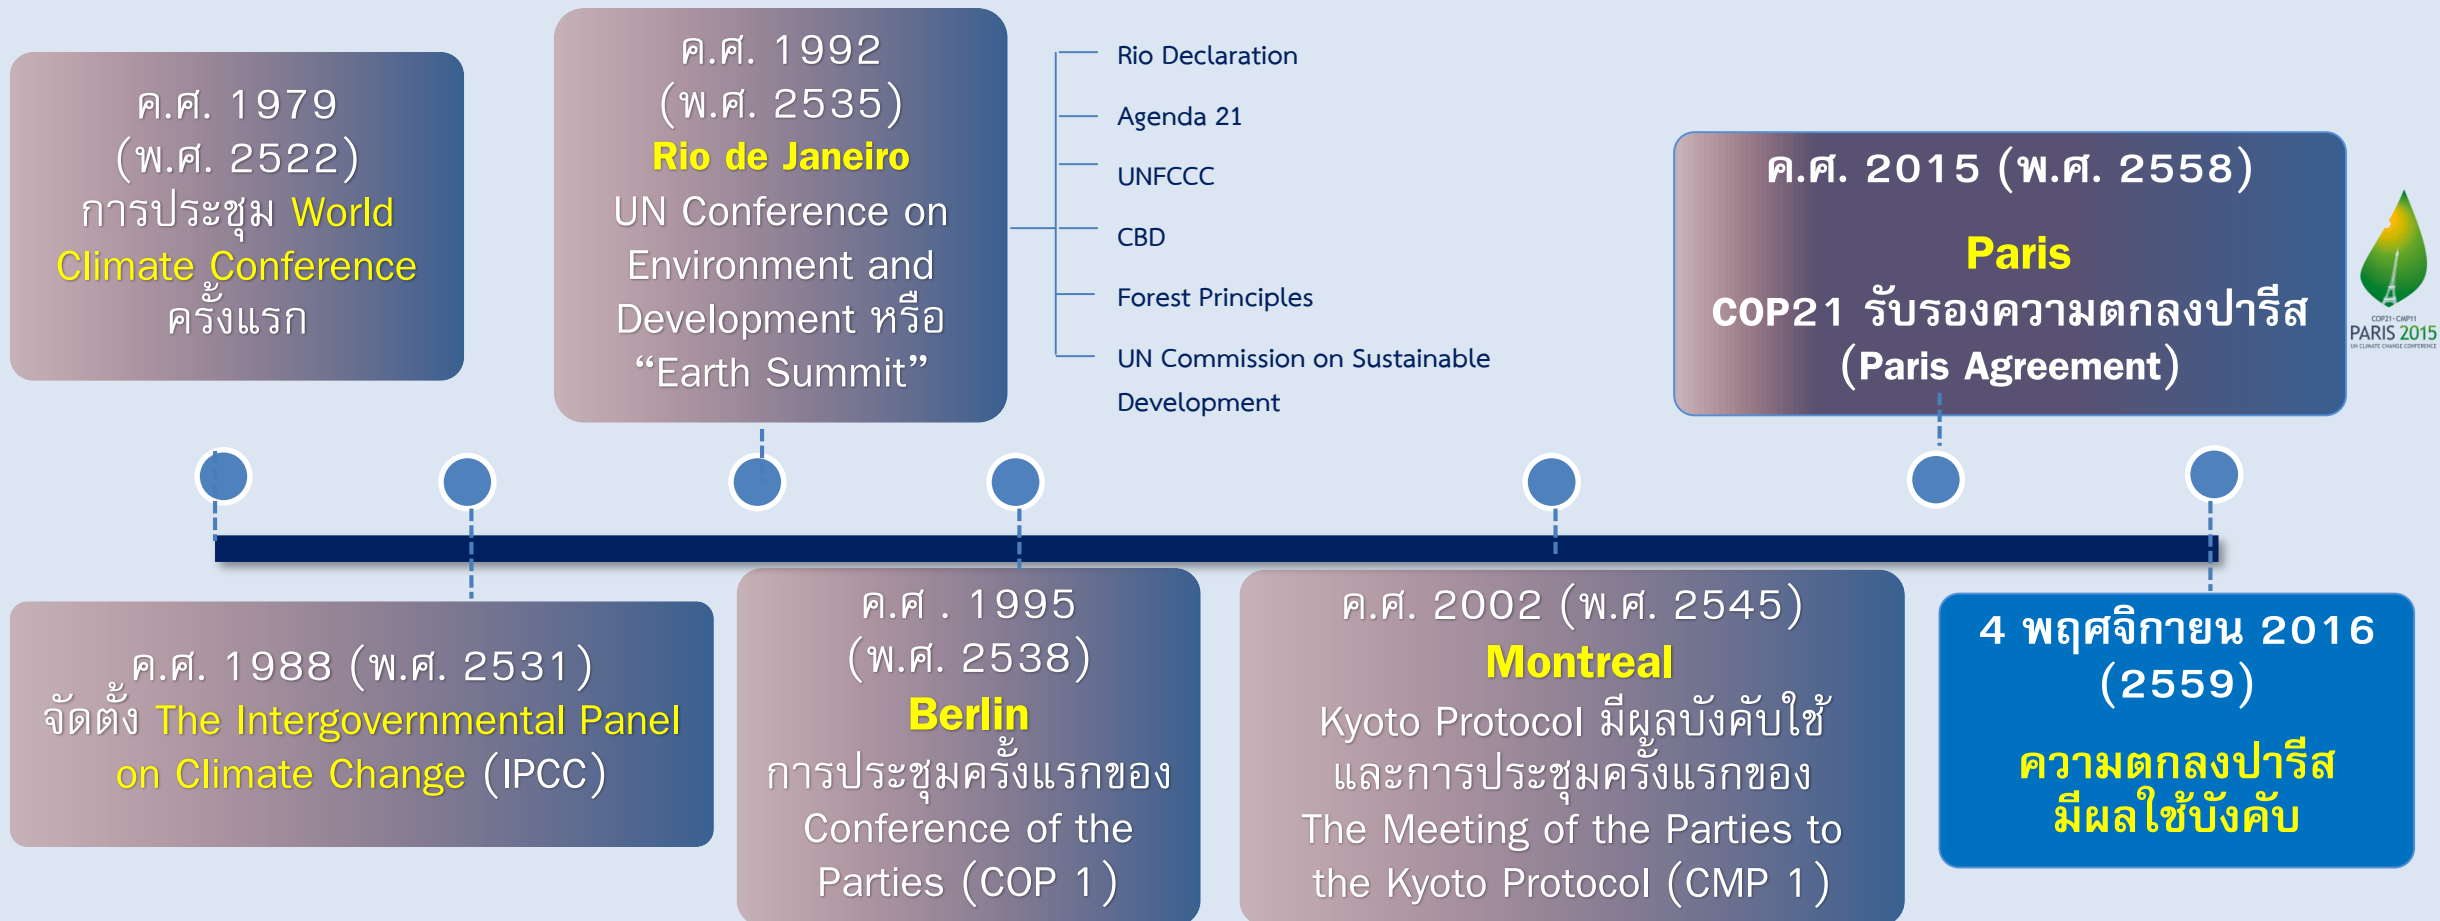 ค.ศ. 1979
(พ.ศ. 2522)
การประชุม World
Climate Conference
ครั้งแรก
ค.ศ. 1992
(พ.ศ. 2535)
Rio de Janeiro
UN Conference on
Environment and
Development หรือ
“Earth Summit”
Rio Declaration
Agenda 21
UNFCCC
CBD
Forest Principles
UN Commission on Sustainable
Development
ค.ศ. 2015 (พ.ศ. 2558)
Paris
COP21 รับรองความตกลงปารีส
(Paris Agreement)
COP21·CMP11
PARIS 2015
UN CLIMATE CHANGE CONFERENCE
ค.ศ. 1988 (พ.ศ. 2531)
จัดตั้ง The Intergovernmental Panel
on Climate Change (IPCC)
ค.ศ . 1995
(พ.ศ. 2538)
Berlin
การประชุมครั้งแรกของ
Conference of the
Parties (COP 1)
ค.ศ. 2002 (พ.ศ. 2545)
Montreal
Kyoto Protocol มีผลบังคับใช้
และการประชุมครั้งแรกของ
The Meeting of the Parties to
the Kyoto Protocol (CMP 1)
4 พฤศจิกายน 2016
(2559)
ความตกลงปารีส
มีผลใช้บังคับ